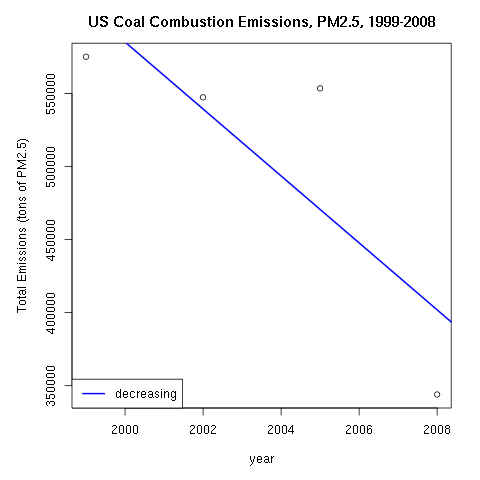 US Coal Combustion Emissions, PM2.5, 1999-2008
Total Emissions (tons of PM2.5)
550000
500000
450000
400000
350000
decreasing
2000 2002 2004 2006 2008
year